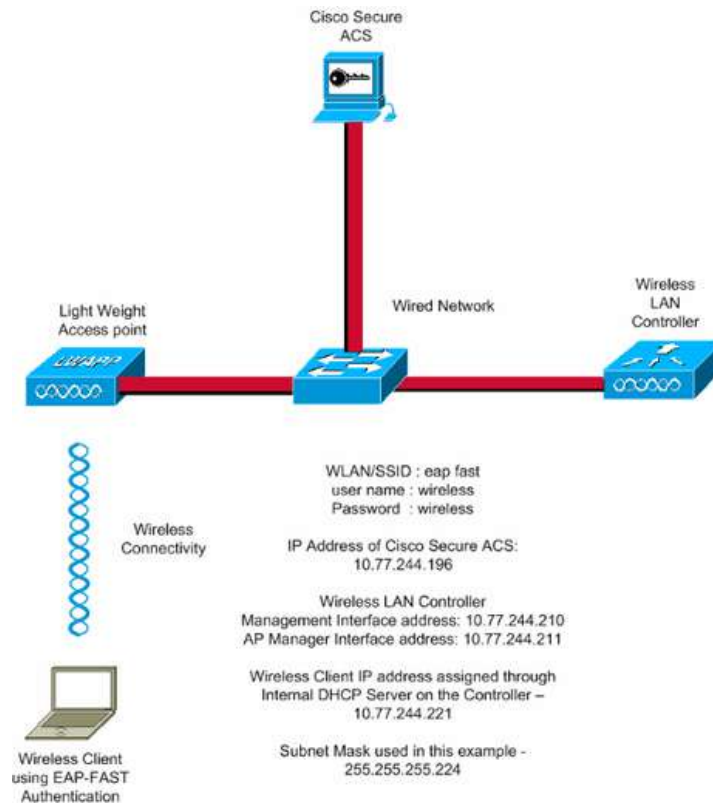 Cisco Secure
ACS
Light Weight
Access point
Wired Network
Wireless
LAN
Controller
LWAPP
WLAN/SSID : eap fast
user name : wireless
Password : wireless
Wireless
Connectivity
IP Address of Cisco Secure ACS:
10.77.244.196
Wireless LAN Controller
Management Interface address: 10.77.244.210
AP Manager Interface address: 10.77.244.211
Wireless Client IP address assigned through
Internal DHCP Server on the Controller –
10.77.244.221
Subnet Mask used in this example -
255.255.255.224
Wireless Client
using EAP-FAST
Authentication